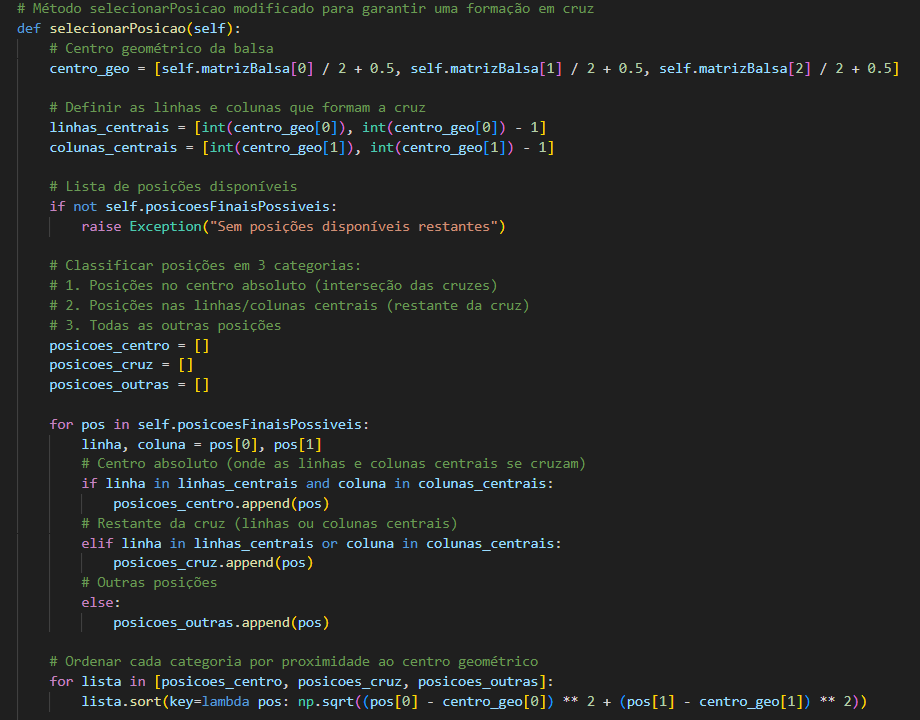 # Método selecionarPosicao modificado para garantir uma formação em cruz
def selecionarPosicao(self):
    # Centro geométrico da balsa
    centro_geo = [self.matrizBalsa[0] / 2 + 0.5, self.matrizBalsa[1] / 2 + 0.5, self.matrizBalsa[2] / 2 + 0.5]

    # Definir as linhas e colunas que formam a cruz
    linhas_centrais = [int(centro_geo[0]), int(centro_geo[0]) - 1]
    colunas_centrais = [int(centro_geo[1]), int(centro_geo[1]) - 1]

    # Lista de posições disponíveis
    if not self.posicoesFinaisPossiveis:
        raise Exception("Sem posições disponíveis restantes")

    # Classificar posições em 3 categorias:
    # 1. Posições no centro absoluto (interseção das cruzes)
    # 2. Posições nas linhas/colunas centrais (restante da cruz)
    # 3. Todas as outras posições
    posicoes_centro = []
    posicoes_cruz = []
    posicoes_outras = []

    for pos in self.posicoesFinaisPossiveis:
        linha, coluna = pos[0], pos[1]
        # Centro absoluto (onde as linhas e colunas centrais se cruzam)
        if linha in linhas_centrais and coluna in colunas_centrais:
            posicoes_centro.append(pos)
        # Restante da cruz (linhas ou colunas centrais)
        elif linha in linhas_centrais or coluna in colunas_centrais:
            posicoes_cruz.append(pos)
        # Outras posições
        else:
            posicoes_outras.append(pos)

    # Ordenar cada categoria por proximidade ao centro geométrico
    for lista in [posicoes_centro, posicoes_cruz, posicoes_outras]:
        lista.sort(key=lambda pos: np.sqrt((pos[0] - centro_geo[0]) ** 2 + (pos[1] - centro_geo[1]) ** 2))